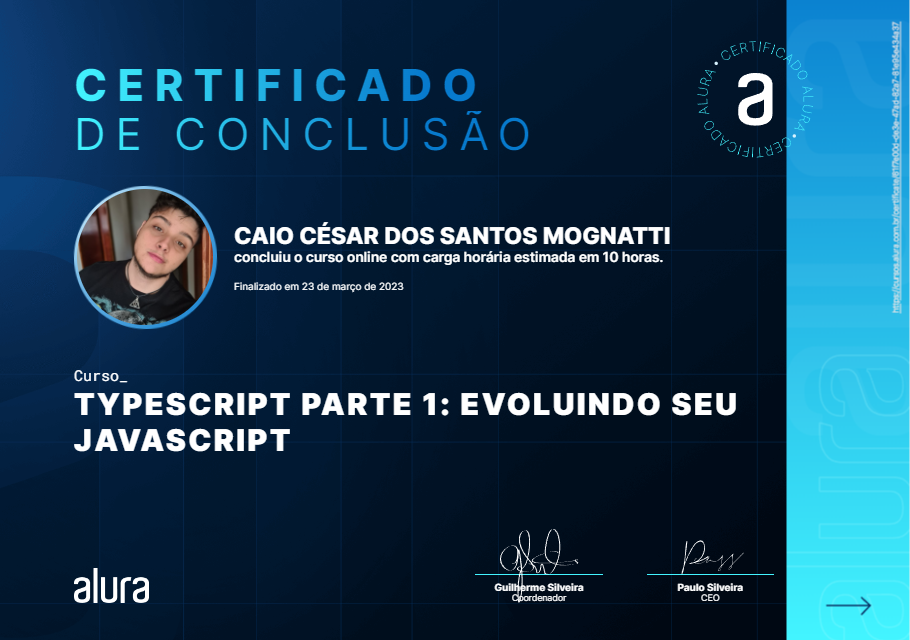 CERTIFICADO
DE CONCLUSÃO
CERTIFICADO ALURA • CERTIFICADO ALURA •
a
CAIO CÉSAR DOS SANTOS MOGNATTI
concluiu o curso online com carga horária estimada em 10 horas.
Finalizado em 23 de março de 2023
Curso_
TYPESCRIPT PARTE 1: EVOLUINDO SEU
JAVASCRIPT
alura
Guilherme Silveira
Coordenador
Paulo Silveira
CEO
alura